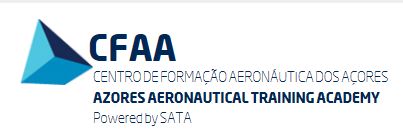 CFAA
CENTRO DE FORMAÇÃO AERONÁUTICA DOS AÇORES
AZORES AERONAUTICAL TRAINING ACADEMY
Powered by SATA